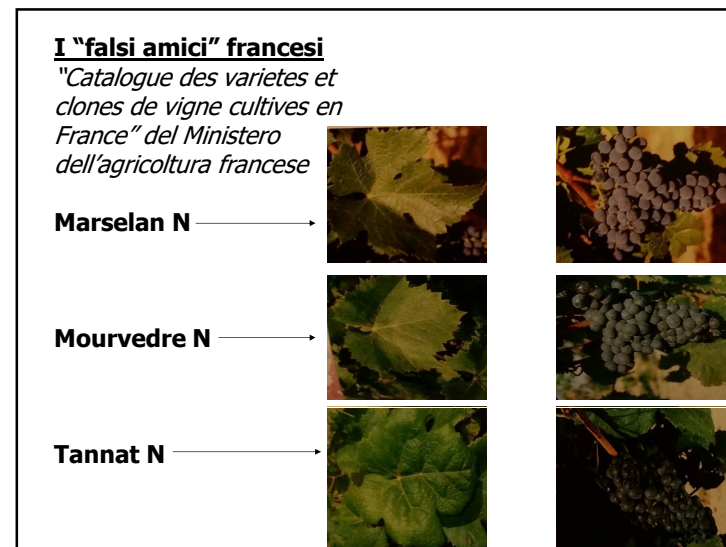 I “falsi amici” francesi
“Catalogue des varietes et
clones de vigne cultives en
France” del Ministero
dell’agricoltura francese
Marselan N
Mourvedre N
Tannat N